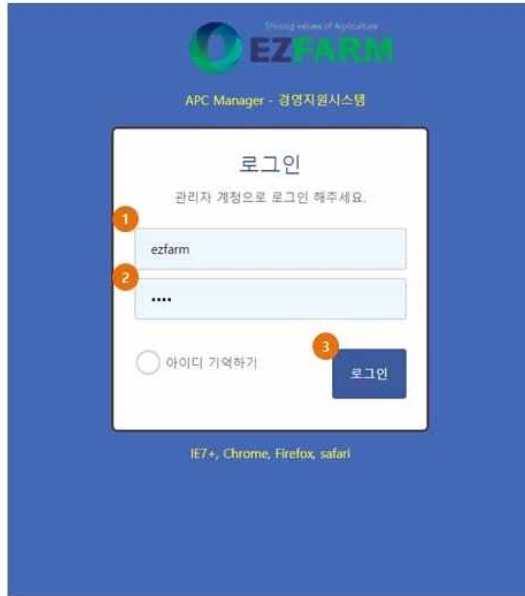 Shining values of Agriculture
EZFARM
APC Manager - 경영지원시스템
로그인
관리자 계정으로 로그인 해주세요.
1
ezfarm
2
••••
아이디 기억하기
3
로그인
IE7+, Chrome, Firefox, safari